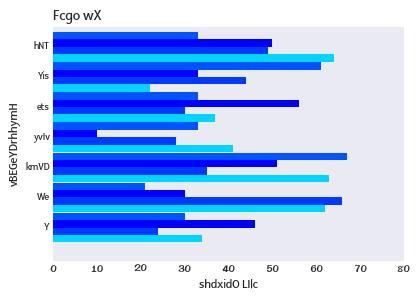 Fcgo wX
vBEGeYDrhhymH
hNT
Yis
ets
yvlv
kmVD
We
Y
0 10 20 30 40 50 60 70 80
shdxidO LIlc